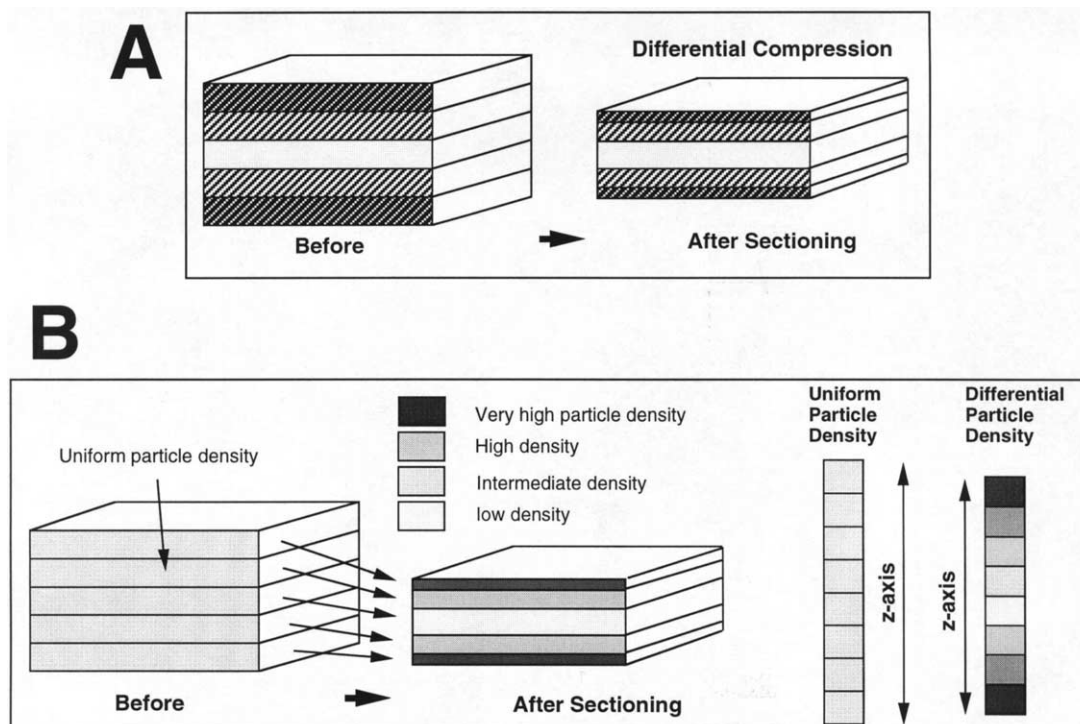 A
Differential Compression
Before
After Sectioning
B
Uniform particle density
Very high particle density
High density
Intermediate density
low density
Uniform
Particle
Density
Differential
Particle
Density
z-axis
z-axis
Before
After Sectioning